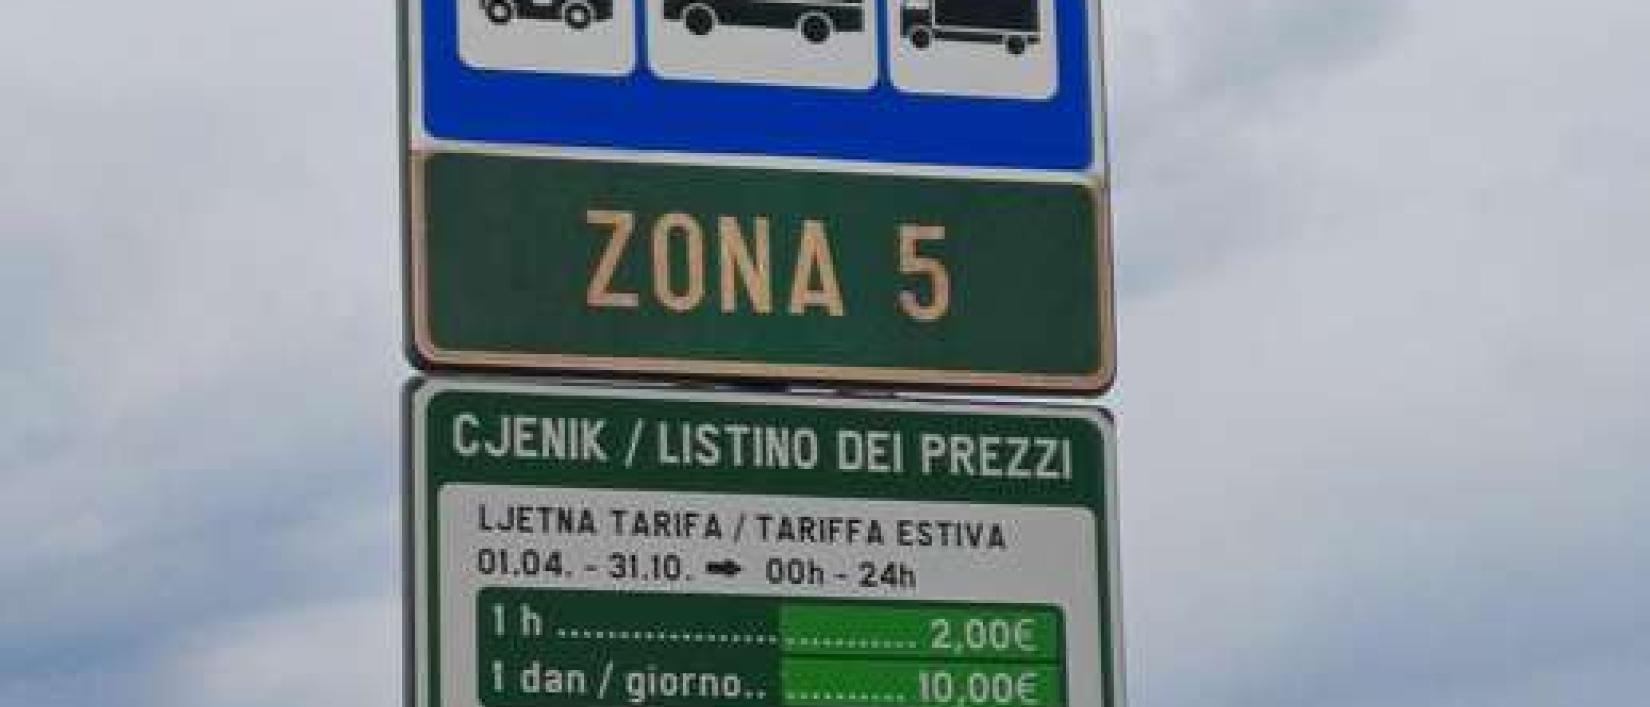 ZONA 5
CJENIK / LISTINO DEI PREZZI
LJETNA TARIFA / TARIFFA ESTIVA
01.04. - 31.10. ➡ 00h - 24h
1 h ........................... 2,00€
1 dan / giorno.. .......... 10,00€